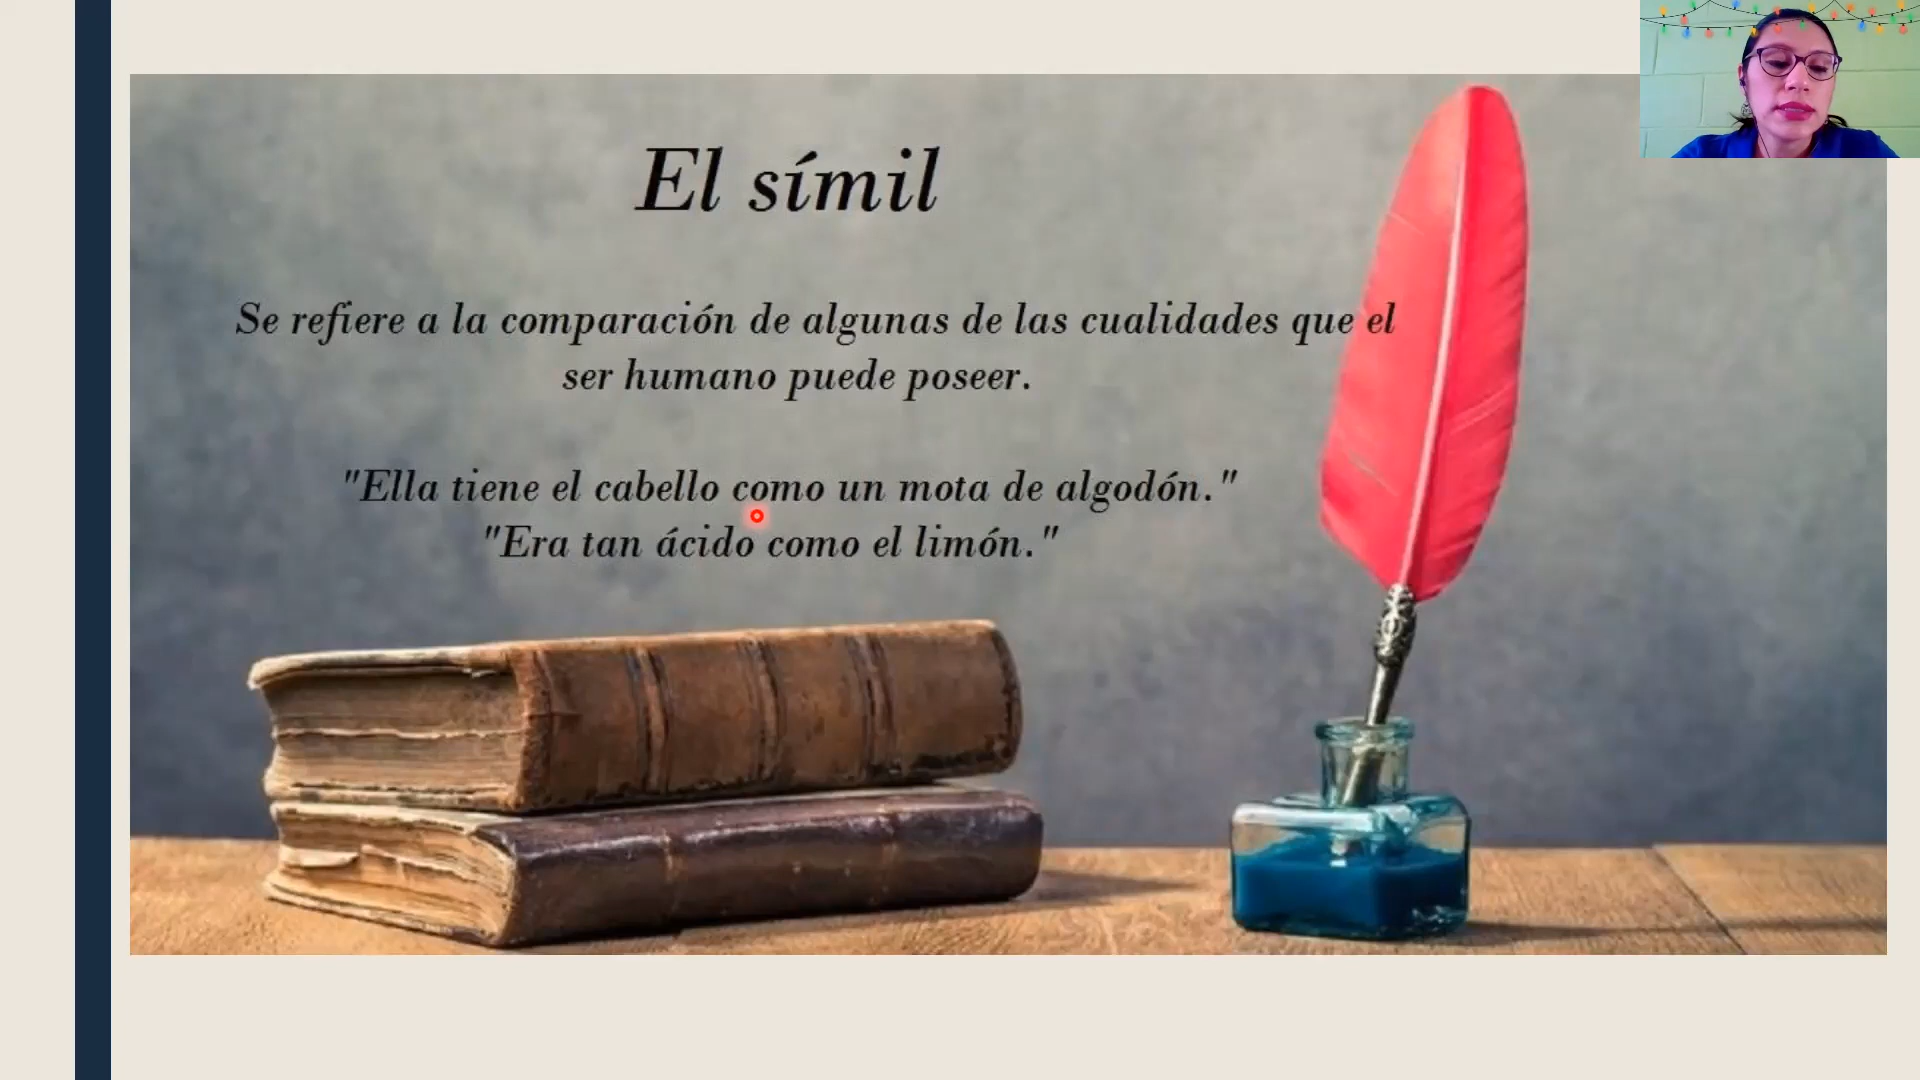 El símil
Se refiere a la comparación de algunas de las cualidades que el
ser humano puede poseer.
"Ella tiene el cabello como un mota de algodón."
"Era tan ácido como el limón."